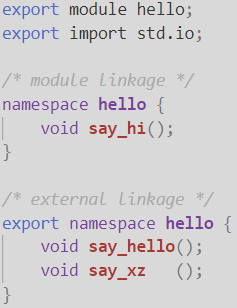 export module hello;
export import std.io;
/* module linkage */
namespace hello {
    void say_hi();
}
/* external linkage */
export namespace hello {
    void say_hello();
    void say_xz   ();
}